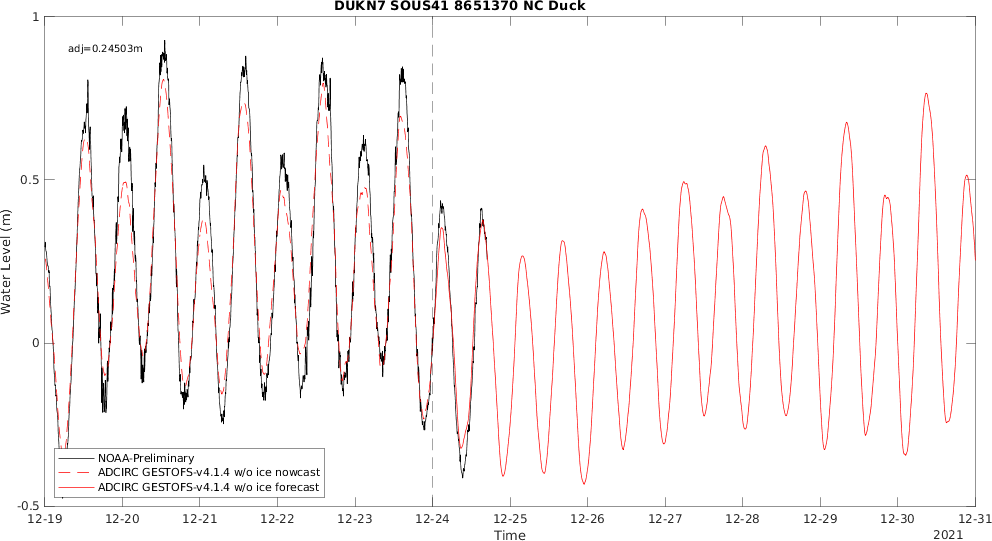 DUKN7 SOUS41 8651370 NC Duck
adj=0.24503m
Water Level (m)
1
0.5
0
-0.5
NOAA-Preliminary
ADCIRC GESTOFS-v4.1.4 w/o ice nowcast
ADCIRC GESTOFS-v4.1.4 w/o ice forecast
12-19 12-20 12-21 12-22 12-23 12-24 12-25 12-26 12-27 12-28 12-29 12-30 12-31
Time
2021